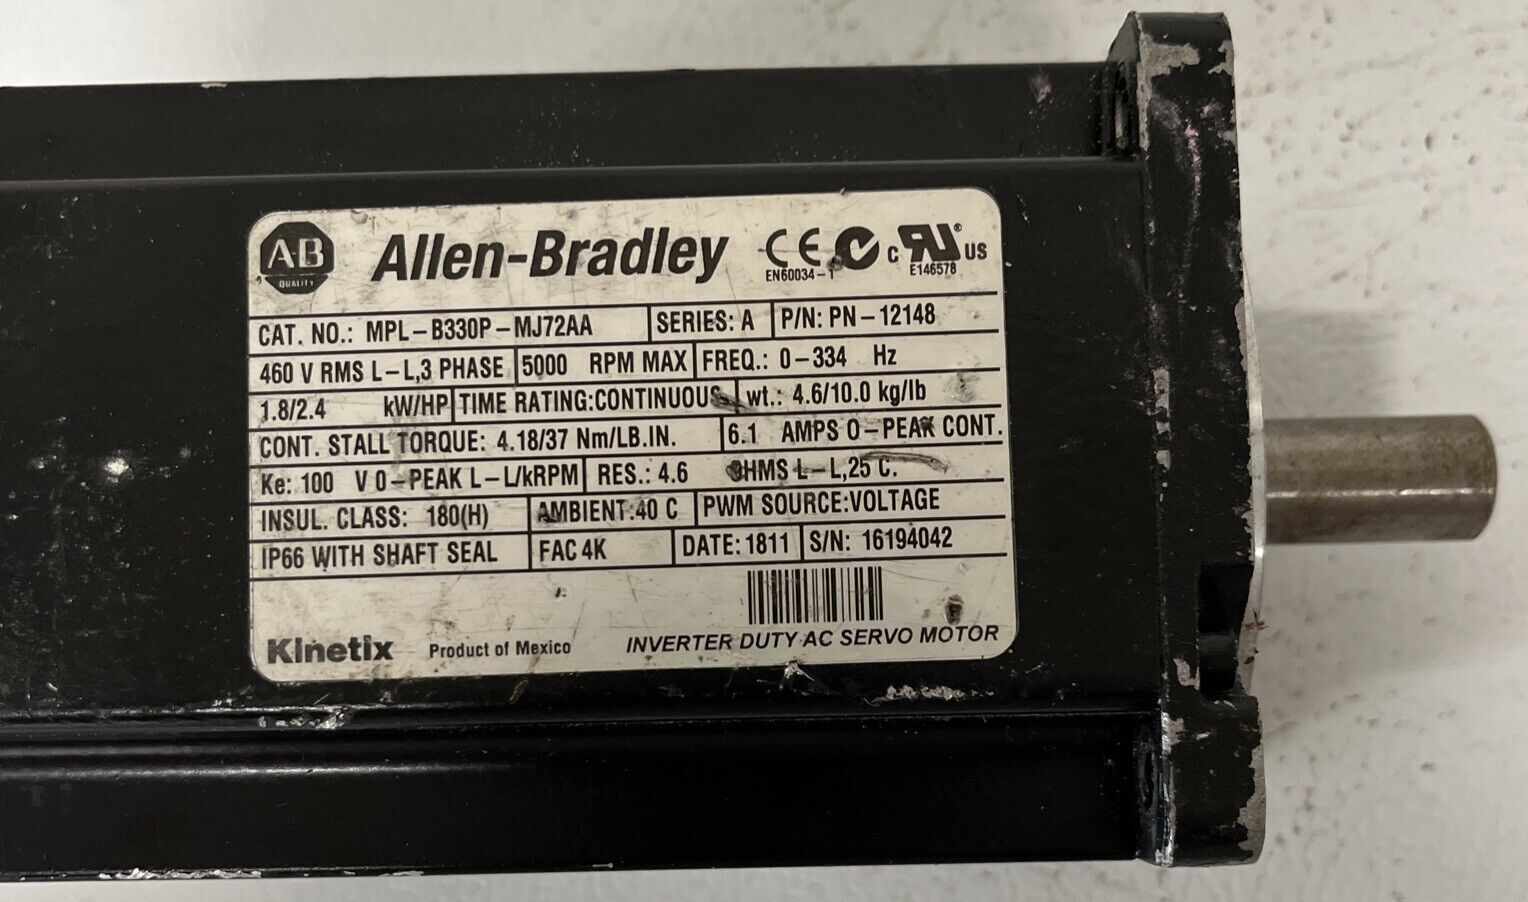 AB
QUALITY
Allen-Bradley CE EN60034-1 c RU US E146578
CAT. NO.: MPL-B330P-MJ72AA SERIES: A P/N: PN-12148
460 V RMS L-L,3 PHASE 5000 RPM MAX FREQ.: 0-334 Hz
1.8/2.4 kW/HP TIME RATING:CONTINUOUS wt.: 4.6/10.0 kg/lb
CONT. STALL TORQUE: 4.18/37 Nm/LB.IN. 6.1 AMPS 0-PEAK CONT.
Ke: 100 V 0-PEAK L-L/kRPM RES.: 4.6 OHMS L-L,25 C.
INSUL. CLASS: 180(H) AMBIENT:40 C PWM SOURCE:VOLTAGE
IP66 WITH SHAFT SEAL FAC 4K DATE:1811 S/N: 16194042
Kinetix Product of Mexico INVERTER DUTY AC SERVO MOTOR